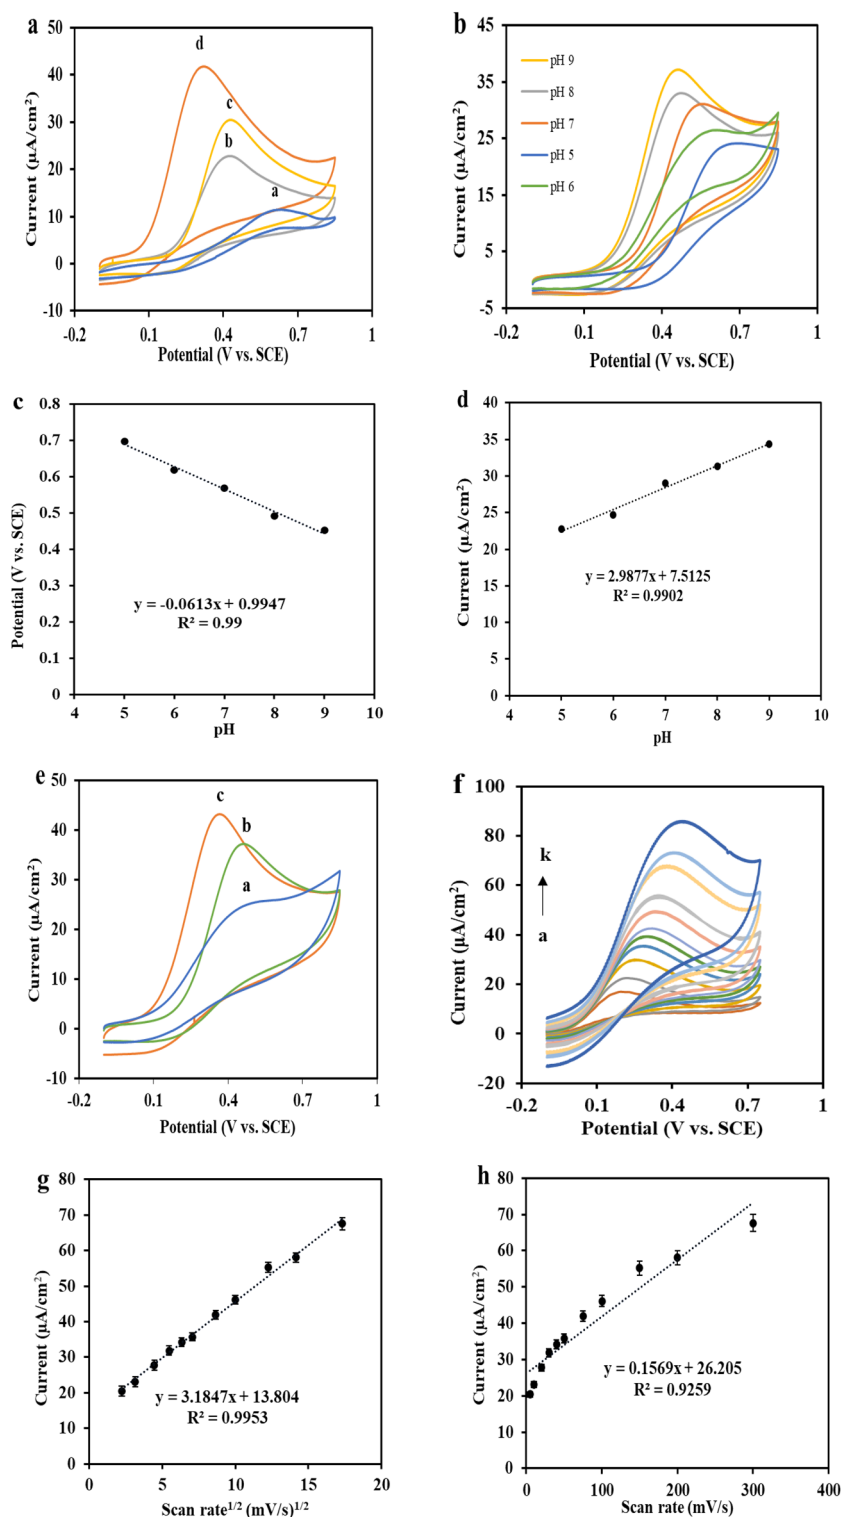 a
50
40
30
20
10
0
-10
-0.2
0.1
0.4
0.7
1
d
c
b
a
Current (µA/cm²)
Potential (V vs. SCE)
b
45
35
25
15
5
-5
-0.2
0.1
0.4
0.7
1
pH 9
pH 8
pH 7
pH 5
pH 6
Current (µA/cm²)
Potential (V vs. SCE)
c
0.8
0.7
0.6
0.5
0.4
0.3
0.2
0.1
0
4
5
6
7
8
9
10
y = -0.0613x + 0.9947
R² = 0.99
Potential (V vs. SCE)
pH
d
40
35
30
25
20
15
10
5
0
4
5
6
7
8
9
10
y = 2.9877x + 7.5125
R² = 0.9902
Current (µA/cm²)
pH
e
50
40
30
20
10
0
-10
-0.2
0.1
0.4
0.7
1
c
b
a
Current (µA/cm²)
Potential (V vs. SCE)
f
100
80
60
40
20
0
-20
-0.2
0.1
0.4
0.7
1
k
a
Current (µA/cm²)
Potential (V vs. SCE)
g
80
70
60
50
40
30
20
10
0
0
5
10
15
20
y = 3.1847x + 13.804
R² = 0.9953
Current (µA/cm²)
Scan rate¹/² (mV/s)¹/²
h
80
70
60
50
40
30
20
10
0
0
100
200
300
400
y = 0.1569x + 26.205
R² = 0.9259
Current (µA/cm²)
Scan rate (mV/s)